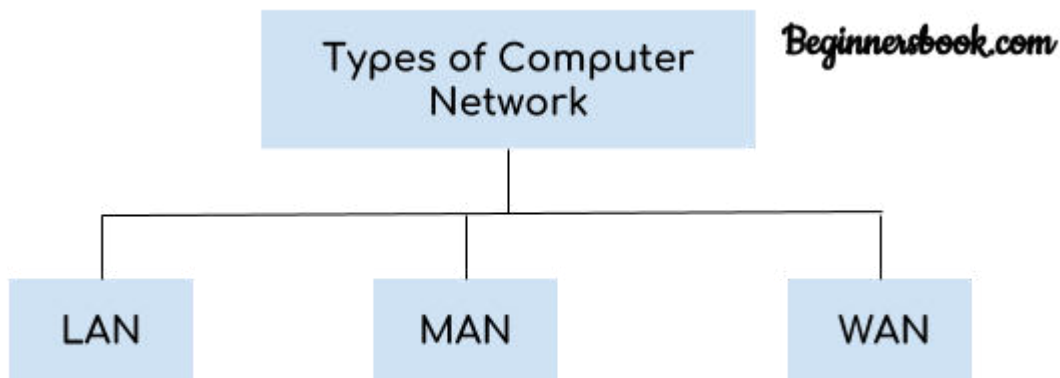 Types of Computer
Network
Beginnersbook.com
LAN
MAN
WAN